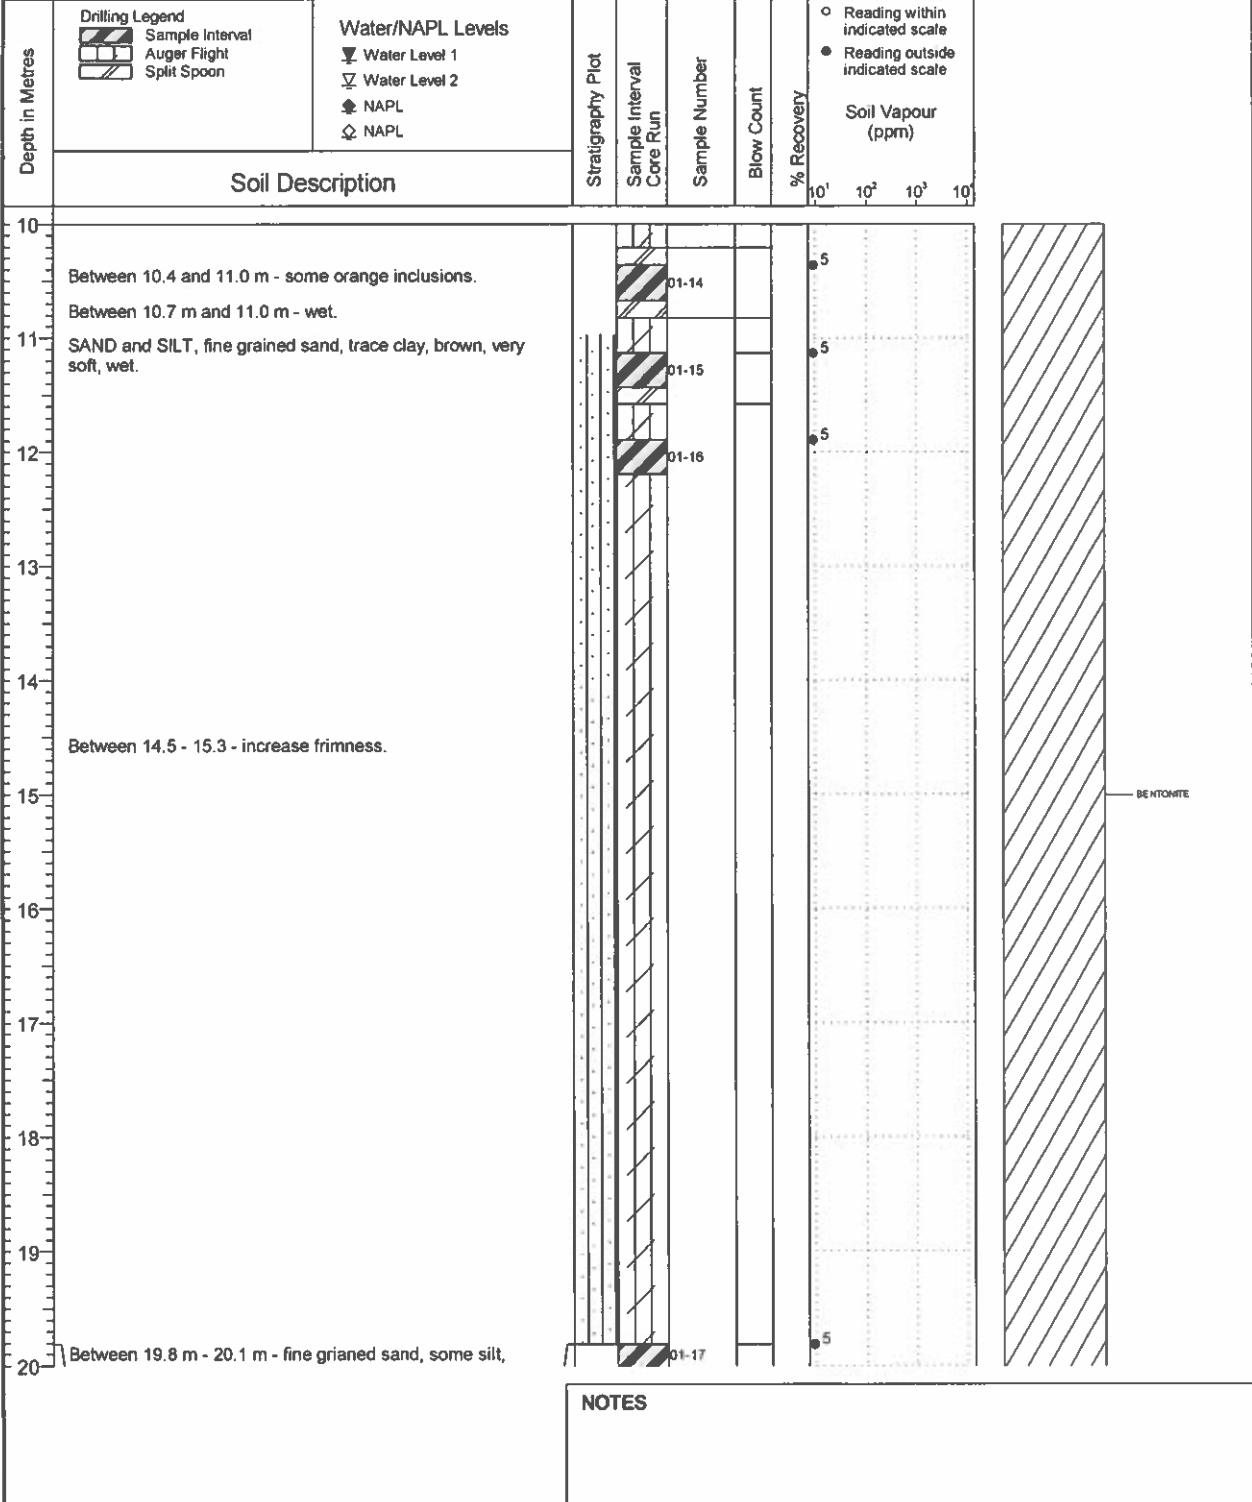 Depth in Metres
Drilling Legend
Sample Interval
Auger Flight
Split Spoon
Water/NAPL Levels
Water Level 1
Water Level 2
NAPL
NAPL
Soil Description
Stratigraphy Plot
Sample Interval
Core Run
Sample Number
Blow Count
% Recovery
Reading within
indicated scale
Reading outside
indicated scale
Soil Vapour
(ppm)
10¹ 10² 10³ 10⁴
10
5
Between 10.4 and 11.0 m - some orange inclusions.
01-14
Between 10.7 m and 11.0 m - wet.
11
SAND and SILT, fine grained sand, trace clay, brown, very
soft, wet.
5
01-15
5
12
01-16
13
14
Between 14.5 - 15.3 - increase frimness.
15
BENTONITE
16
17
18
19
5
Between 19.8 m - 20.1 m - fine grianed sand, some silt,
01-17
20
NOTES